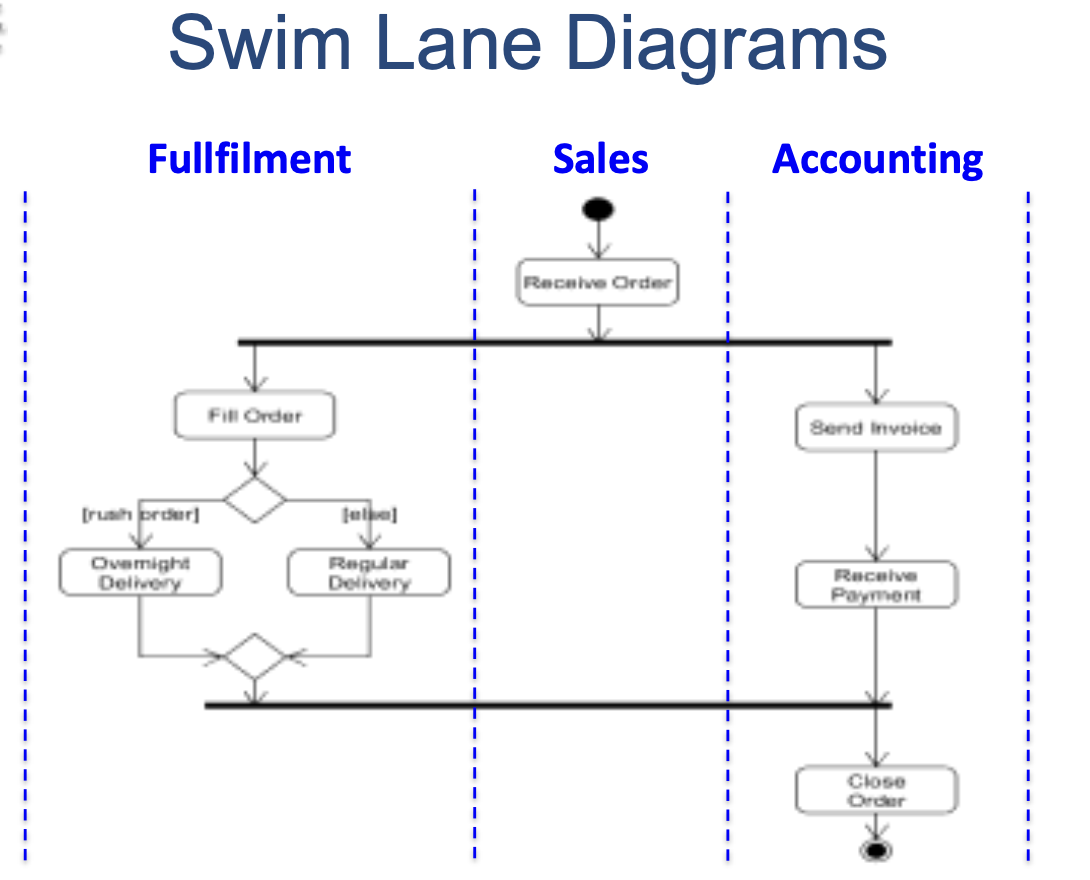 Swim Lane Diagrams
Fullfilment
Sales
Accounting
Receive Order
Fill Order
Send Invoice
[rush order]
[else]
Overnight
Delivery
Regular
Delivery
Receive
Payment
Close
Order